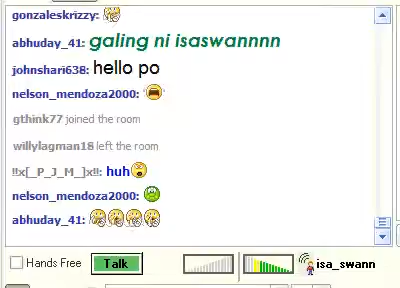 gonzaleskrizzy:
abhuday_41: galing ni isaswannnn
johnshari638: hello po
nelson_mendoza2000:
gthink77 joined the room
willylagman18 left the room
!!x[_P_J_M_]x!!: huh
nelson_mendoza2000:
abhuday_41:
Hands Free Talk isa_swann